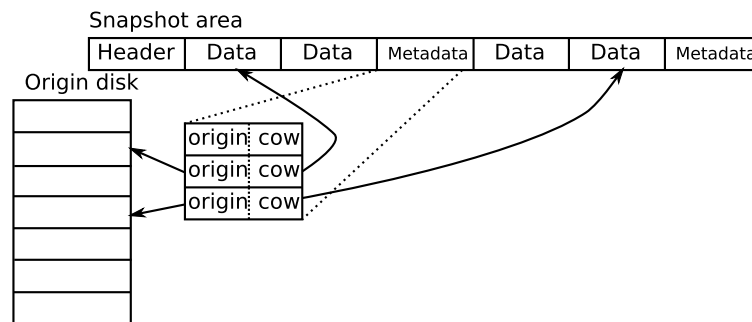 Snapshot area
Header Data Data Metadata Data Data Metadata
Origin disk
origin cow
origin cow
origin cow